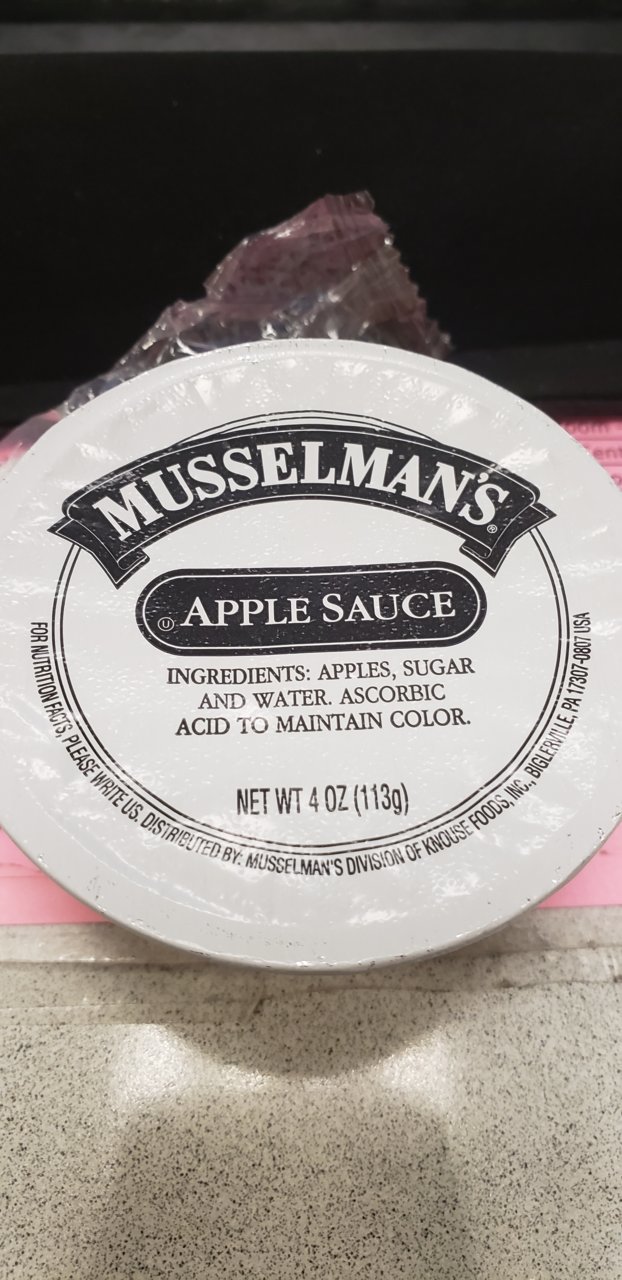 MUSSELMAN'S®
Ⓤ APPLE SAUCE
INGREDIENTS: APPLES, SUGAR
AND WATER. ASCORBIC
ACID TO MAINTAIN COLOR.
NET WT 4 OZ (113g)
FOR NUTRITION FACTS, PLEASE WRITE US. DISTRIBUTED BY: MUSSELMAN'S DIVISION OF KNOUSE FOODS, INC., BIGLERVILLE, PA 17307-0807 USA